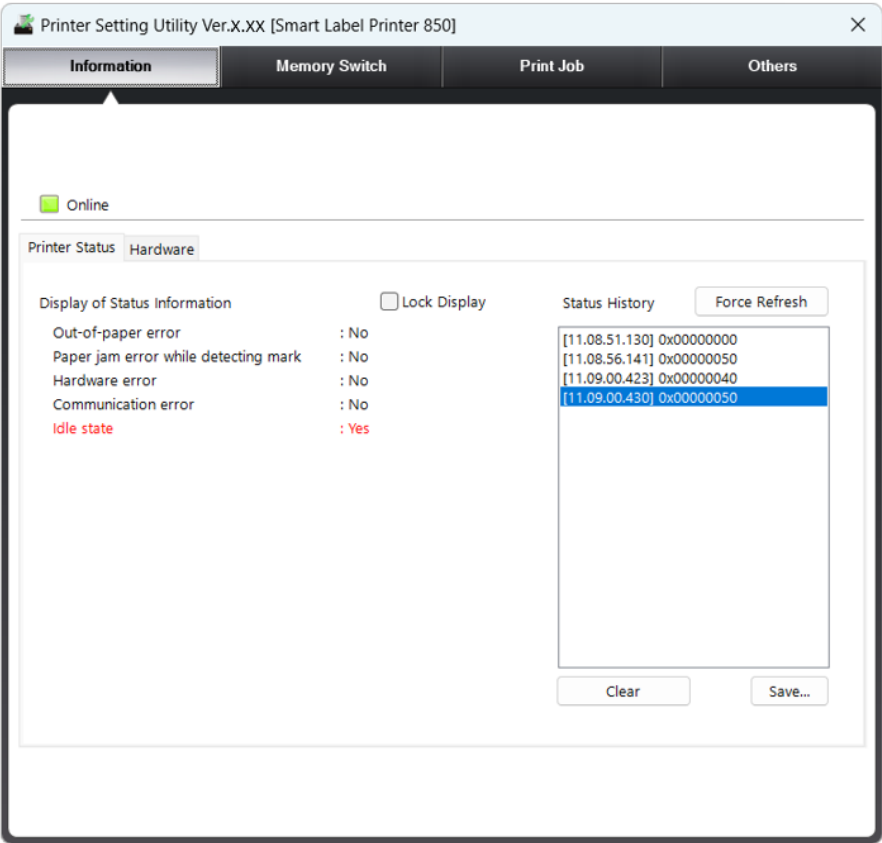 Printer Setting Utility Ver.X.XX [Smart Label Printer 850]
Information Memory Switch Print Job Others
Online
Printer Status Hardware
Display of Status Information Lock Display Status History Force Refresh
Out-of-paper error : No
Paper jam error while detecting mark : No
Hardware error : No
Communication error : No
Idle state : Yes
[11.08.51.130] 0x00000000
[11.08.56.141] 0x00000050
[11.09.00.423] 0x00000040
[11.09.00.430] 0x00000050
Clear Save...